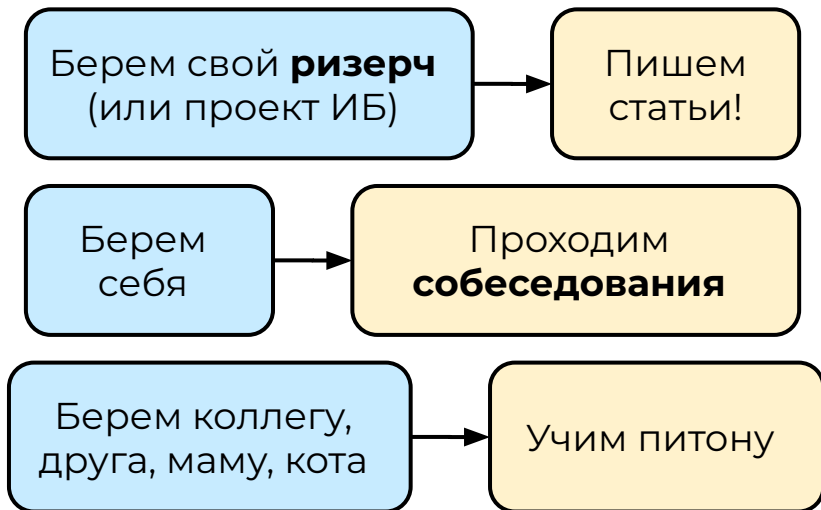 Берем свой ризерч
(или проект ИБ)
Пишем
статьи!
Берем
себя
Проходим
собеседования
Берем коллегу,
друга, маму, кота
Учим питону